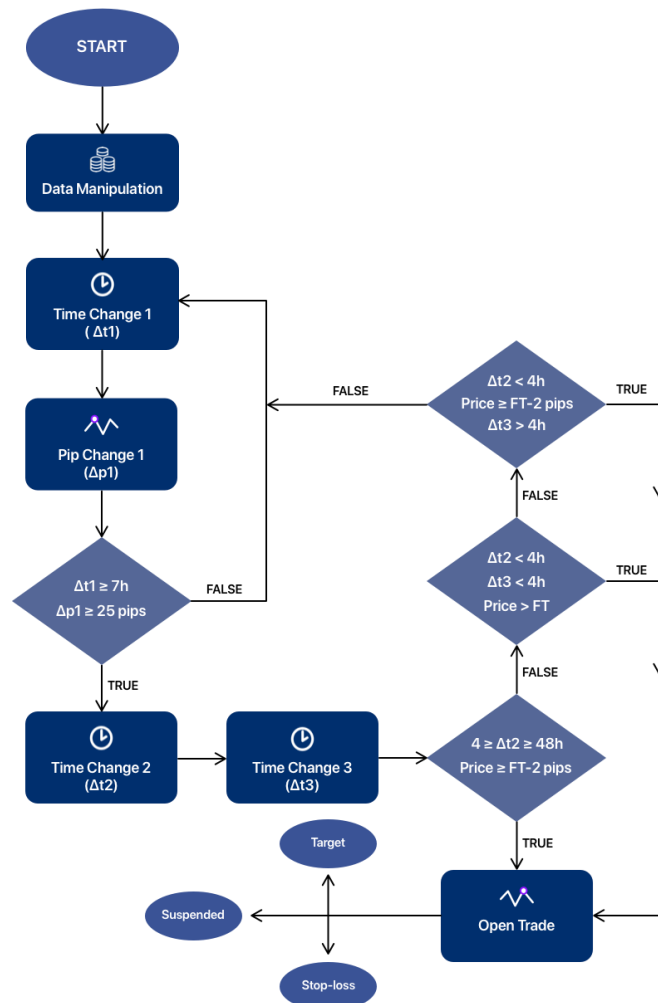 START
Data Manipulation
Time Change 1
( Δt1)
Pip Change 1
(Δp1)
Δt1 ≥ 7h
Δp1 ≥ 25 pips
FALSE
TRUE
Time Change 2
(Δt2)
Time Change 3
(Δt3)
4 ≥ Δt2 ≥ 48h
Price ≥ FT-2 pips
FALSE
TRUE
Δt2 < 4h
Δt3 < 4h
Price > FT
TRUE
FALSE
Δt2 < 4h
Price ≥ FT-2 pips
Δt3 > 4h
TRUE
FALSE
Open Trade
Target
Suspended
Stop-loss